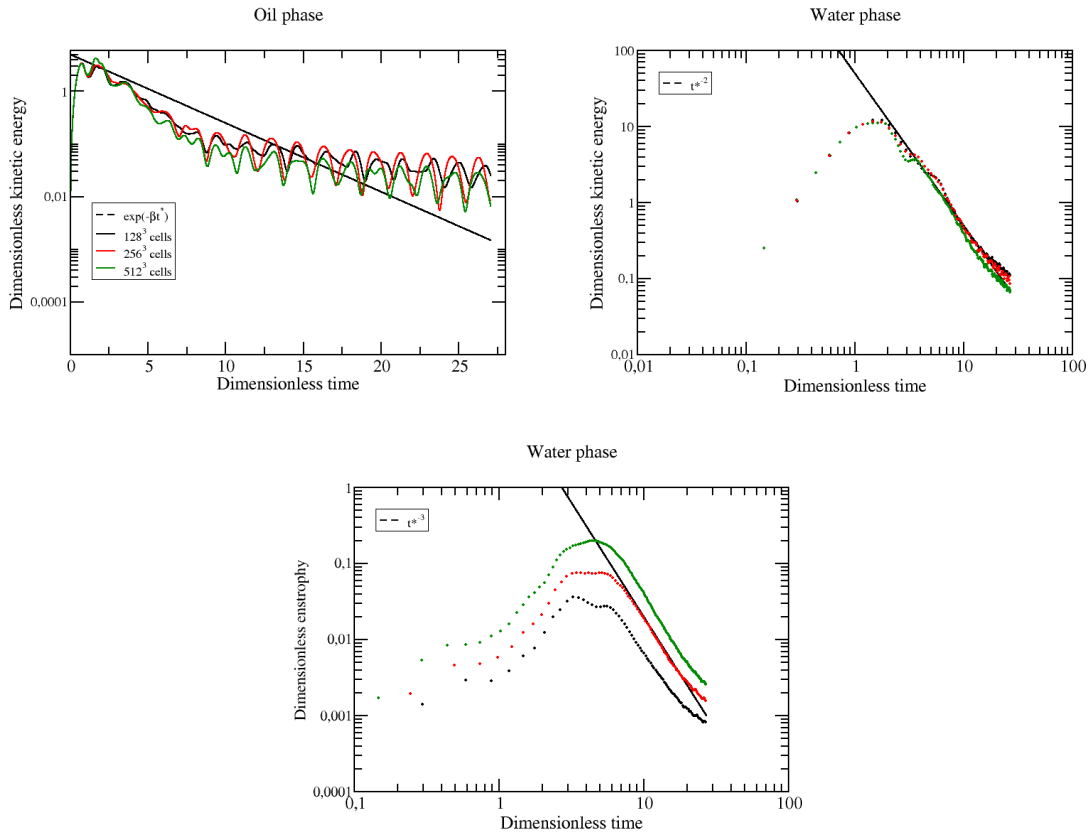 Oil phase
Dimensionless kinetic energy
1
0.01
0,0001
exp(-βt*)
128³ cells
256³ cells
512³ cells
0
5
10
15
20
25
Dimensionless time
Water phase
Dimensionless kinetic energy
100
10
1
0,1
0,01
t*⁻²
0,01
0,1
1
10
100
Dimensionless time
Water phase
Dimensionless enstrophy
1
0,1
0,01
0,001
0,0001
t*⁻³
0,1
1
10
100
Dimensionless time